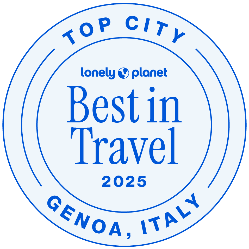 TOP CITY
lonely planet
Best in
Travel
2025
GENOA, ITALY